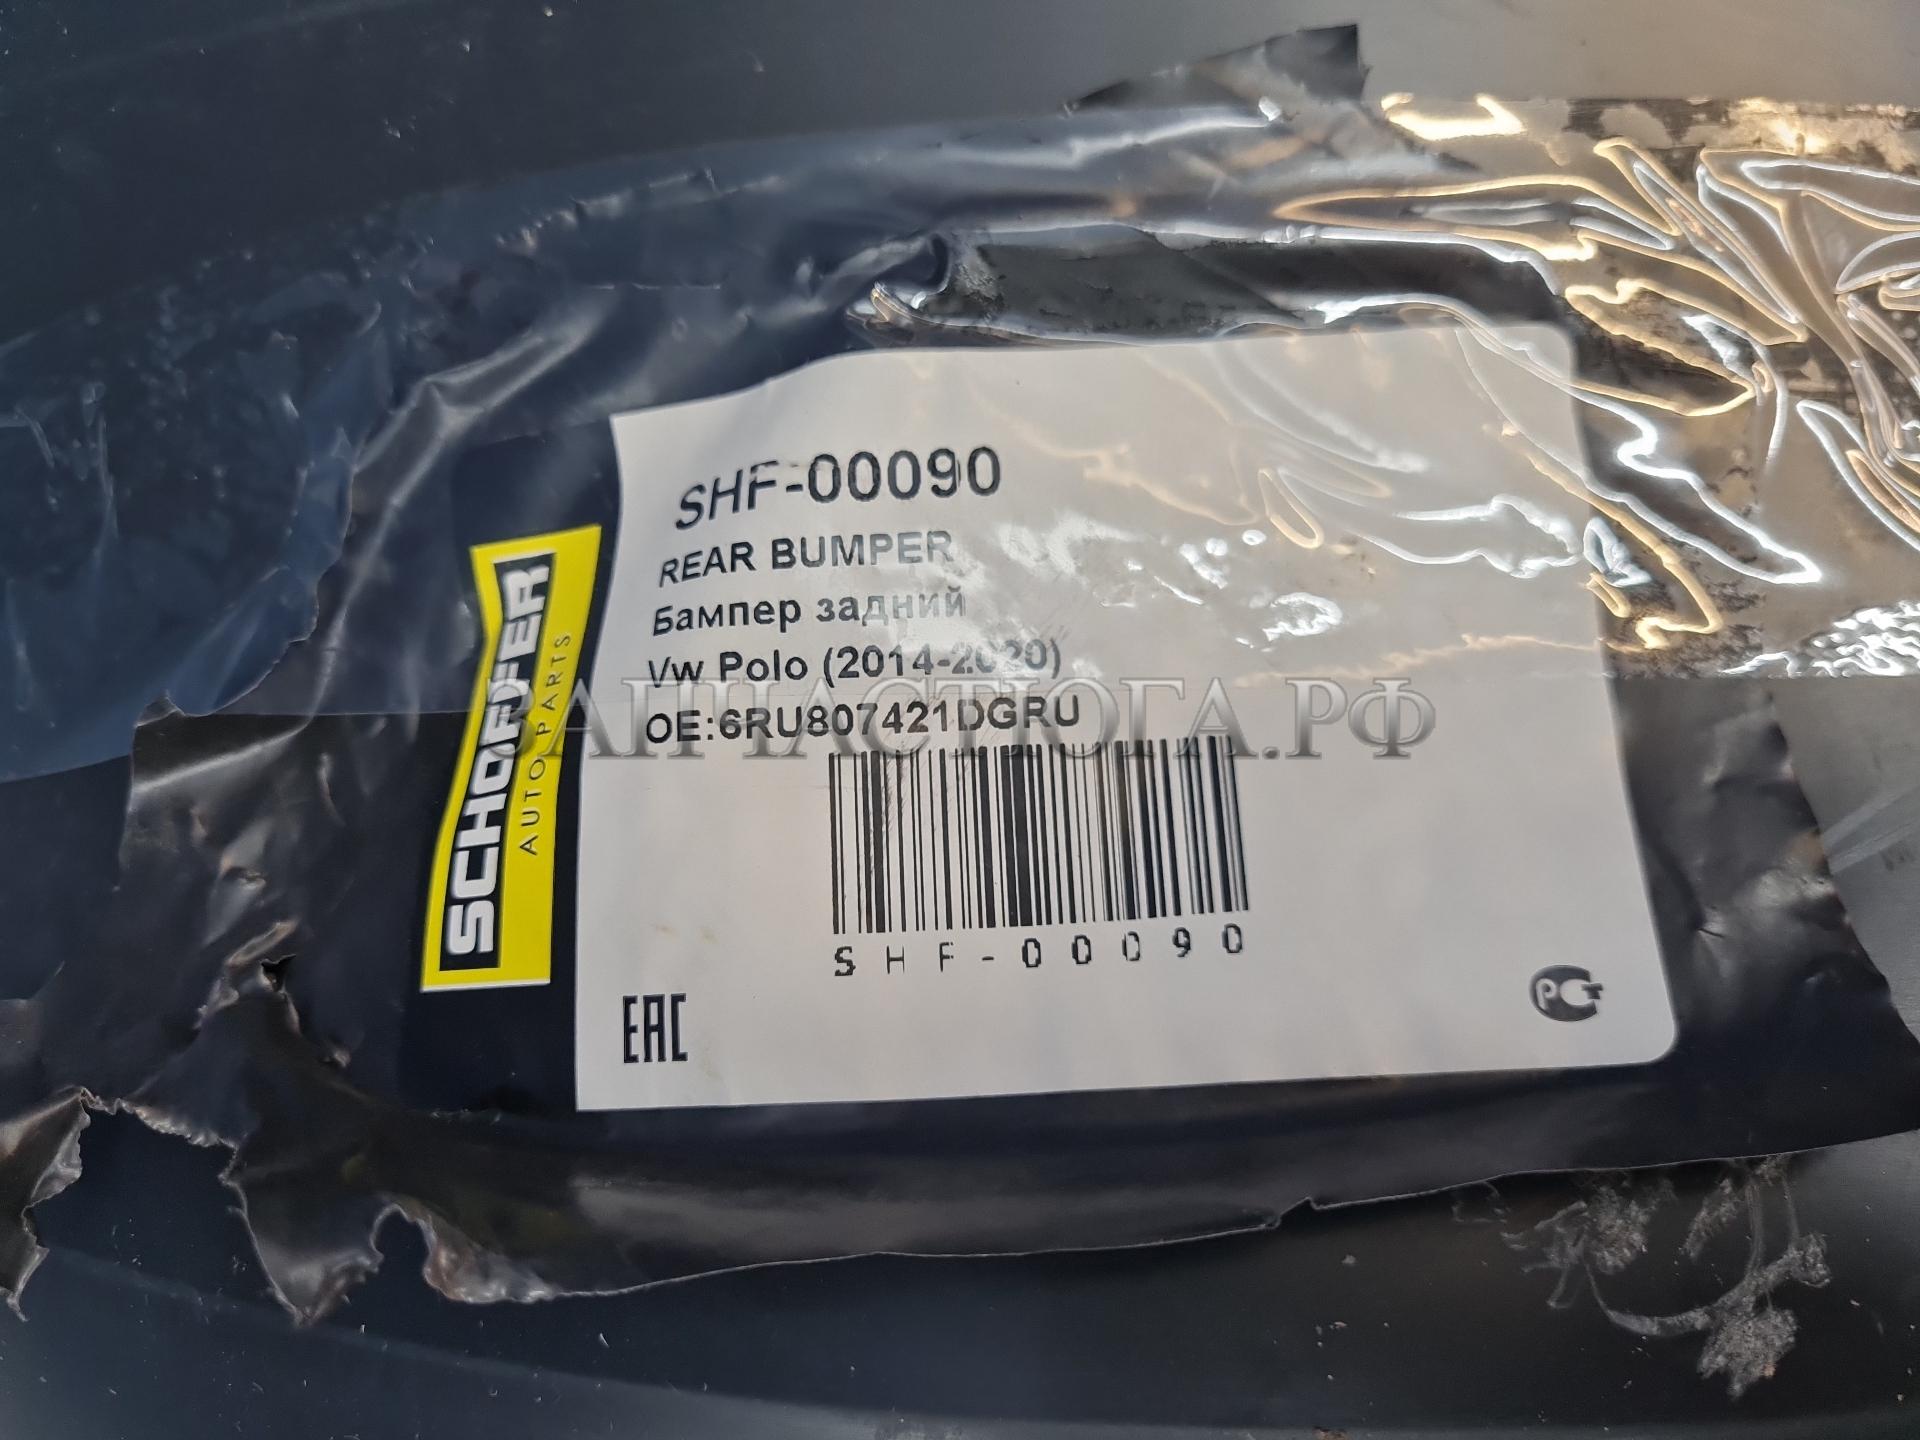 SHF-00090
REAR BUMPER
Бампер задний
Vw Polo (2014-2020)
OE:6RU807421DGRU
ЗАПЧАСТЮГА.РФ
SHF-00090
SCHOFFER
AUTO PARTS
EAC
РСТ